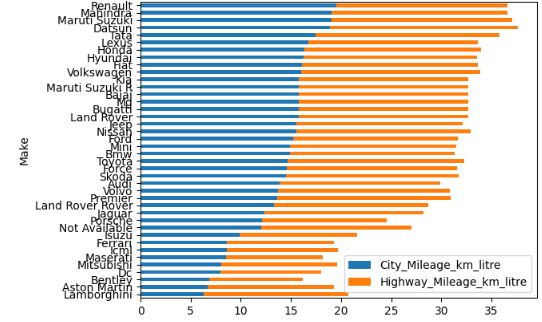 Renault
Mahindra
Maruti Suzuki
Datsun
Tata
Lexus
Honda
Hyundai
Fiat
Volkswagen
Kia
Maruti Suzuki R
Bajaj
Mg
Bugatti
Land Rover
Jeep
Nissan
Ford
Mini
Bmw
Toyota
Force
Skoda
Audi
Volvo
Premier
Land Rover Rover
Jaguar
Porsche
Not Available
Isuzu
Ferrari
Icml
Maserati
Mitsubishi
Dc
Bentley
Aston Martin
Lamborghini
Make
City_Mileage_km_litre
Highway_Mileage_km_litre
0 5 10 15 20 25 30 35